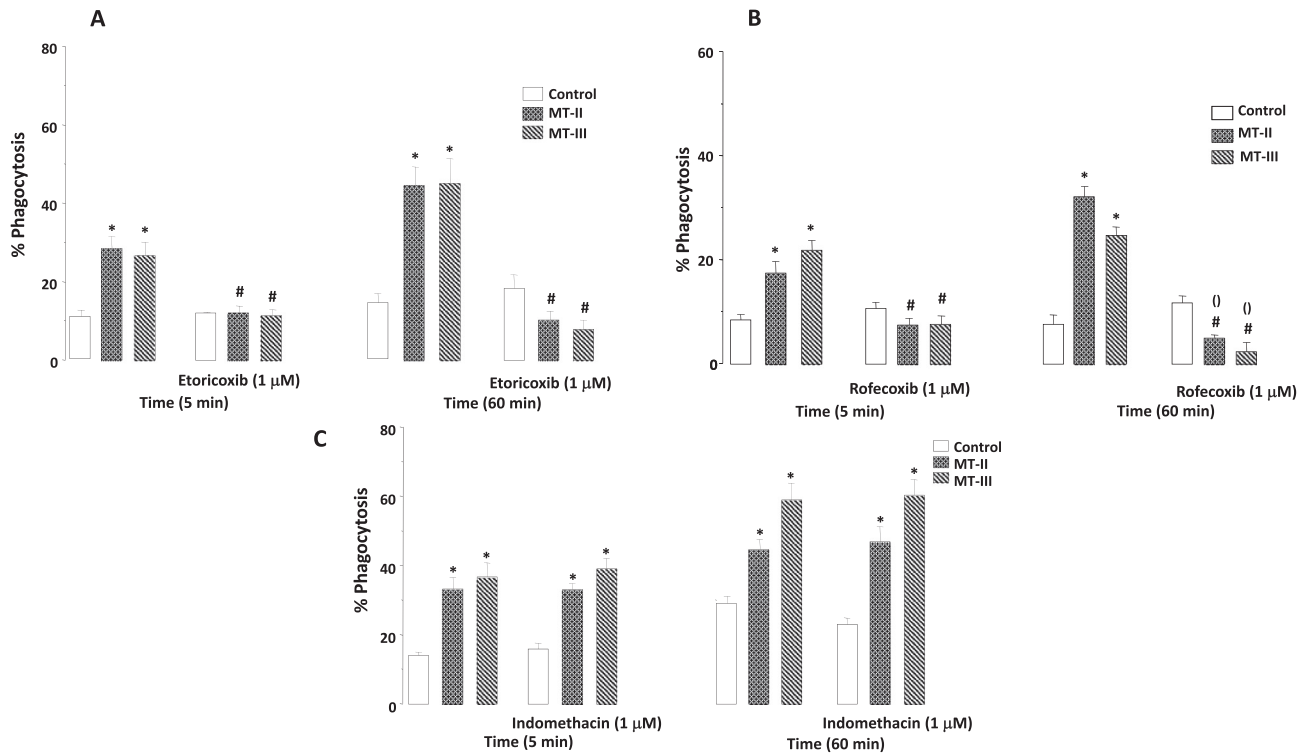 A
80
60
40
20
0
% Phagocytosis
Control
MT-II
MT-III
* *
# #
* *
# #
Etoricoxib (1 μM)
Time (5 min)
Etoricoxib (1 μM)
Time (60 min)
B
60
40
20
0
% Phagocytosis
Control
MT-II
MT-III
* *
# #
* *
() ()
# #
Rofecoxib (1 μM)
Time (5 min)
Rofecoxib (1 μM)
Time (60 min)
C
80
60
40
20
0
% Phagocytosis
Control
MT-II
MT-III
* *
* *
* *
* *
Indomethacin (1 μM)
Time (5 min)
Indomethacin (1 μM)
Time (60 min)